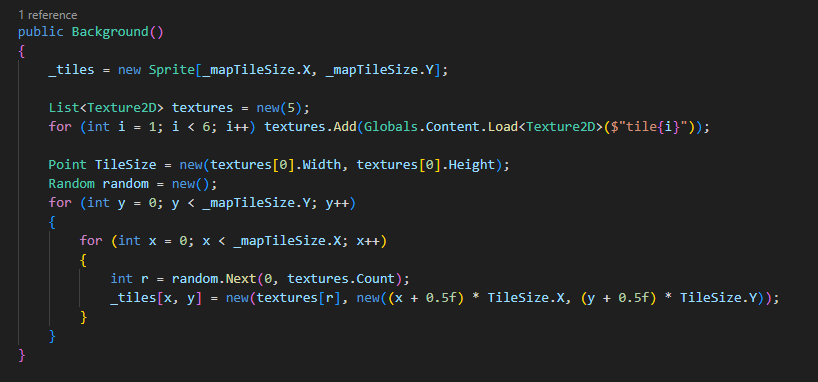 1 reference
public Background()
{
    _tiles = new Sprite[_mapTileSize.X, _mapTileSize.Y];

    List<Texture2D> textures = new(5);
    for (int i = 1; i < 6; i++) textures.Add(Globals.Content.Load<Texture2D>($"tile{i}"));

    Point TileSize = new(textures[0].Width, textures[0].Height);
    Random random = new();
    for (int y = 0; y < _mapTileSize.Y; y++)
    {
        for (int x = 0; x < _mapTileSize.X; x++)
        {
            int r = random.Next(0, textures.Count);
            _tiles[x, y] = new(textures[r], new((x + 0.5f) * TileSize.X, (y + 0.5f) * TileSize.Y));
        }
    }
}